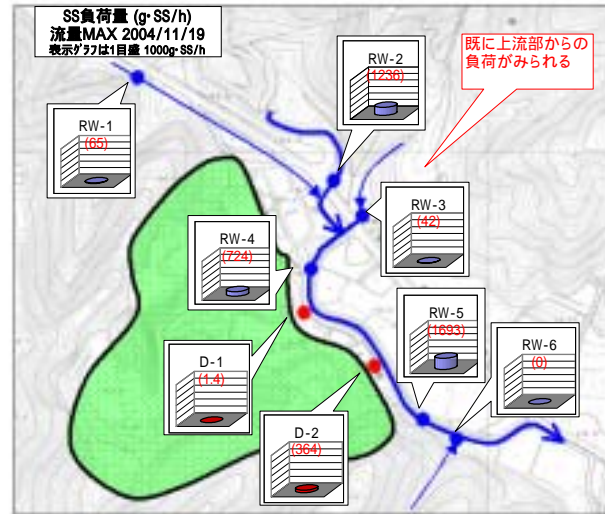 SS負荷量 (g・SS/h)
流量MAX 2004/11/19
表示グラフは1目盛 1000g・SS/h
RW-2
(1236)
既に上流部からの
負荷がみられる
RW-1
(65)
RW-3
(42)
RW-4
(724)
RW-5
(1693)
RW-6
(0)
D-1
(1.4)
D-2
(364)